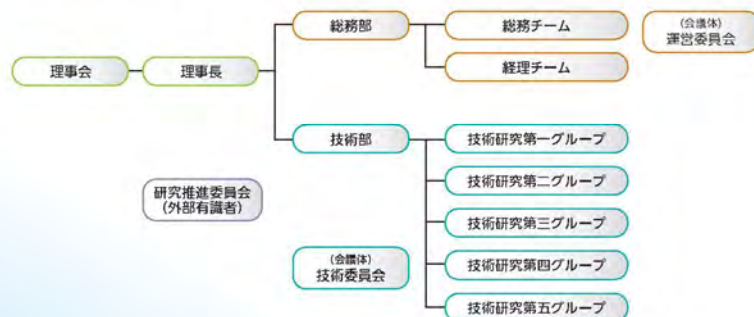 総務部
総務チーム
(会議体)
運営委員会
経理チーム
理事会
理事長
技術部
技術研究第一グループ
技術研究第二グループ
研究推進委員会
(外部有識者)
技術研究第三グループ
(会議体)
技術委員会
技術研究第四グループ
技術研究第五グループ